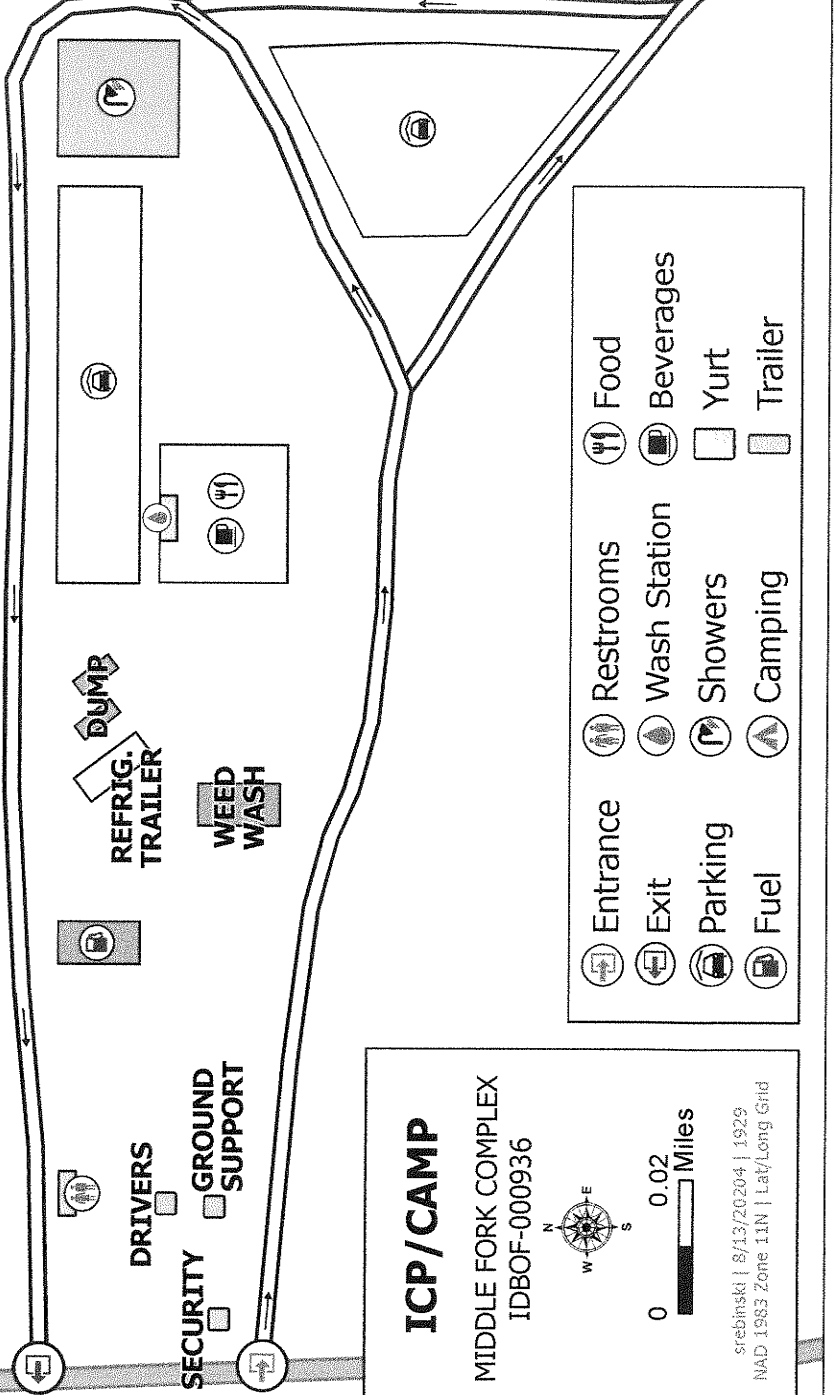 DUMP
REFRIG.
TRAILER
WEED
WASH
DRIVERS
GROUND
SUPPORT
SECURITY
ICP/CAMP
MIDDLE FORK COMPLEX
IDBOF-000936
N
W
E
S
0
0.02
Miles
srebinski | 8/13/20204 | 1929
NAD 1983 Zone 11N | Lat/Long Grid
Entrance
Exit
Parking
Fuel
Restrooms
Wash Station
Showers
Camping
Food
Beverages
Yurt
Trailer